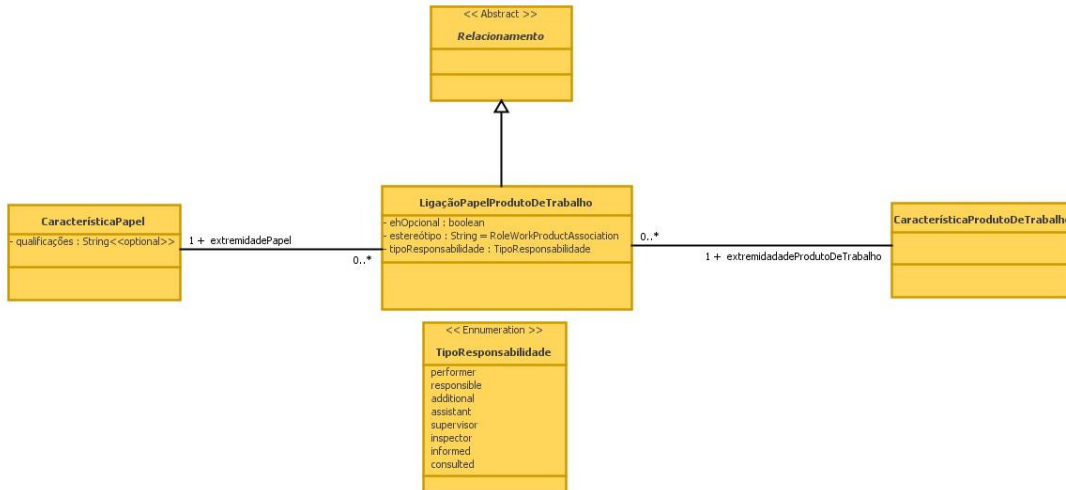 << Abstract >>
Relacionamento
LigaçãoPapelProdutoDeTrabalho
- ehOpcional : boolean
- estereótipo : String = RoleWorkProductAssociation
- tipoResponsabilidade : TipoResponsabilidade
CaracterísticaPapel
- qualificações : String<<optional>>
1 + extremidadePapel
0..*
0..*
1 + extremidadadeProdutoDeTrabalho
CaracterísticaProdutoDeTrabalho
<< Ennumeration >>
TipoResponsabilidade
performer
responsible
additional
assistant
supervisor
inspector
informed
consulted